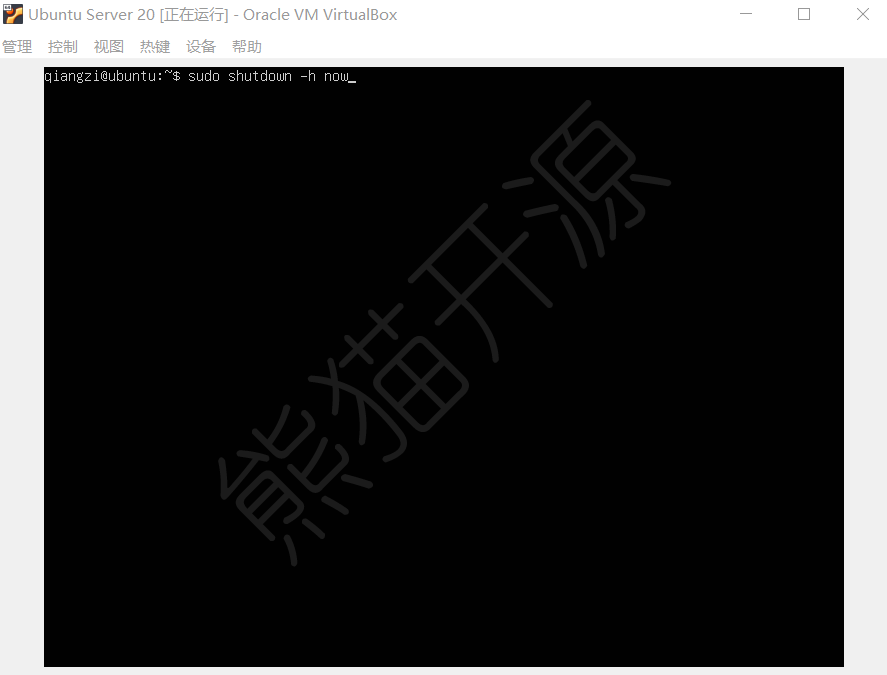 Ubuntu Server 20 [正在运行] - Oracle VM VirtualBox
管理 控制 视图 热键 设备 帮助
qiangzi@ubuntu:~$ sudo shutdown -h now_
熊猫开源